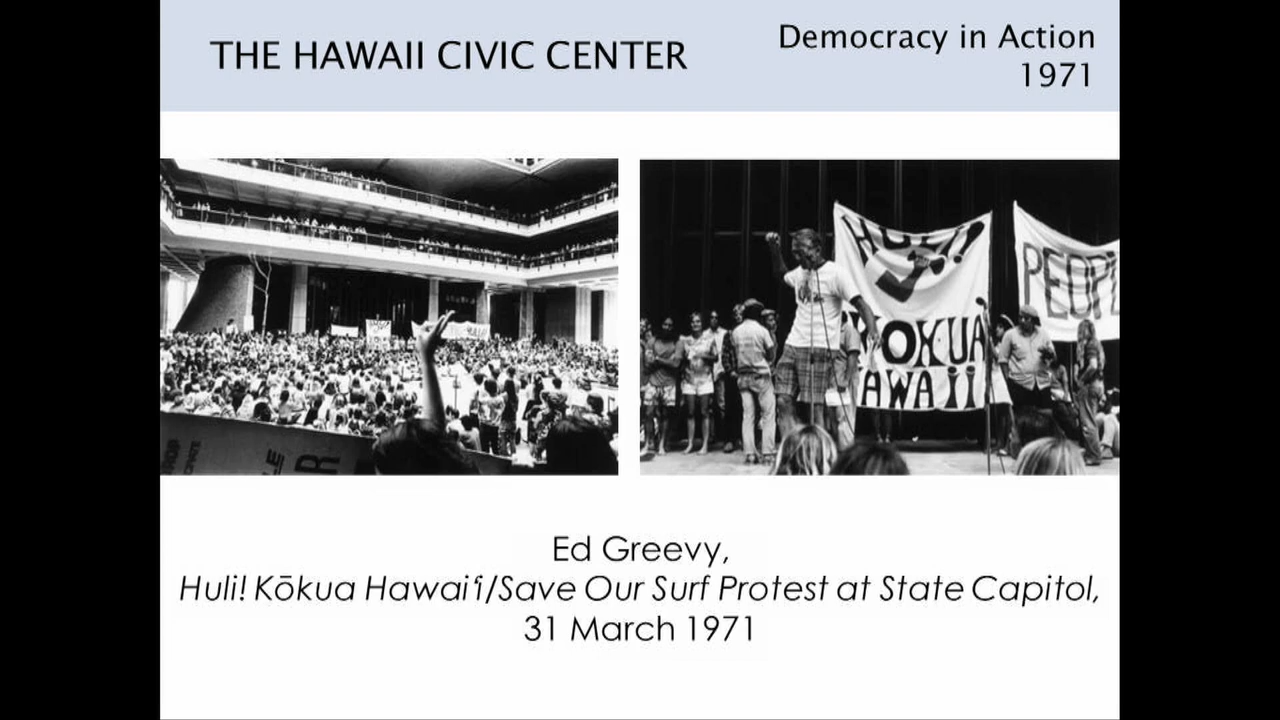 THE HAWAII CIVIC CENTER
Democracy in Action
1971
HULI!
KOKUA
HAWAII
PEOPL
Ed Greevy,
Huli! Kōkua Hawaiʻi/Save Our Surf Protest at State Capitol,
31 March 1971